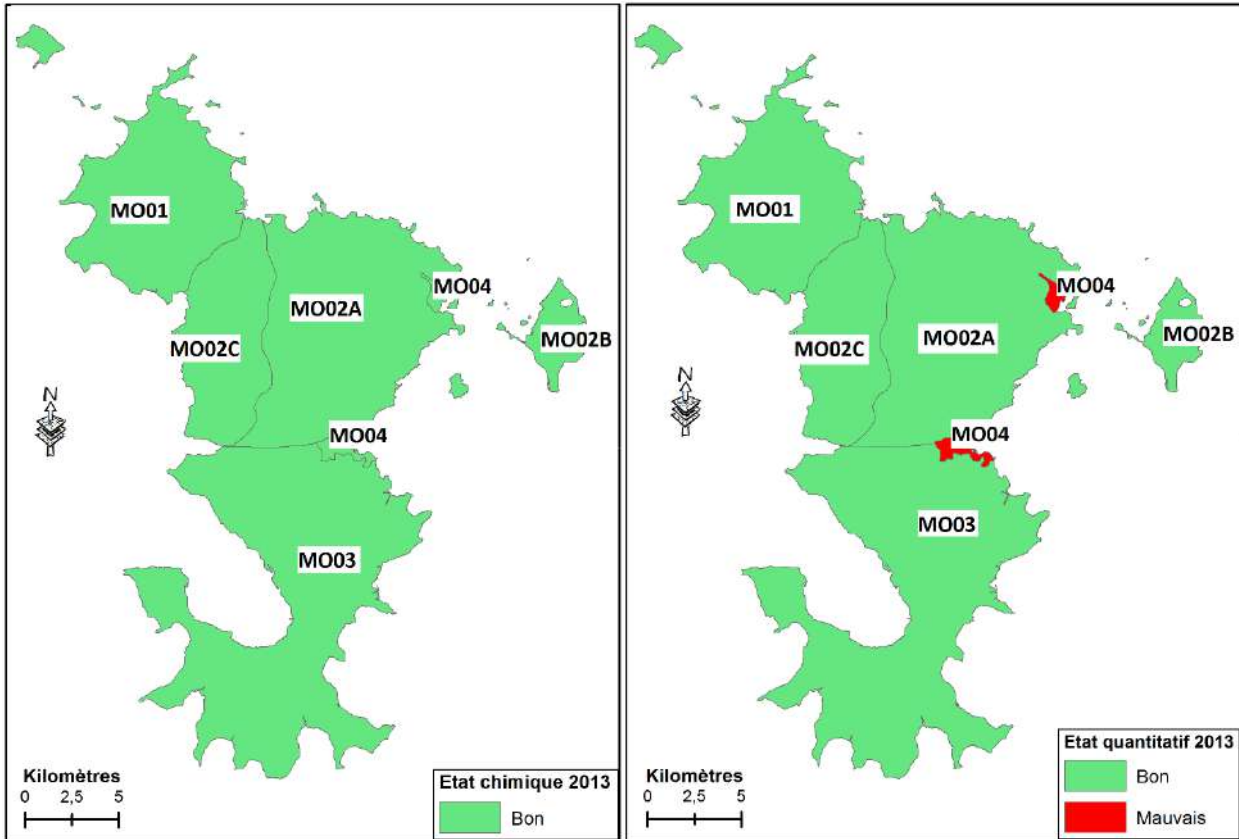 MO01
MO04
MO02A
MO02B
MO02C
N
MO04
MO03
Kilomètres
0 2,5 5
Etat chimique 2013
Bon
MO01
MO04
MO02B
MO02A
MO02C
N
MO04
MO03
Kilomètres
0 2,5 5
Etat quantitatif 2013
Bon
Mauvais